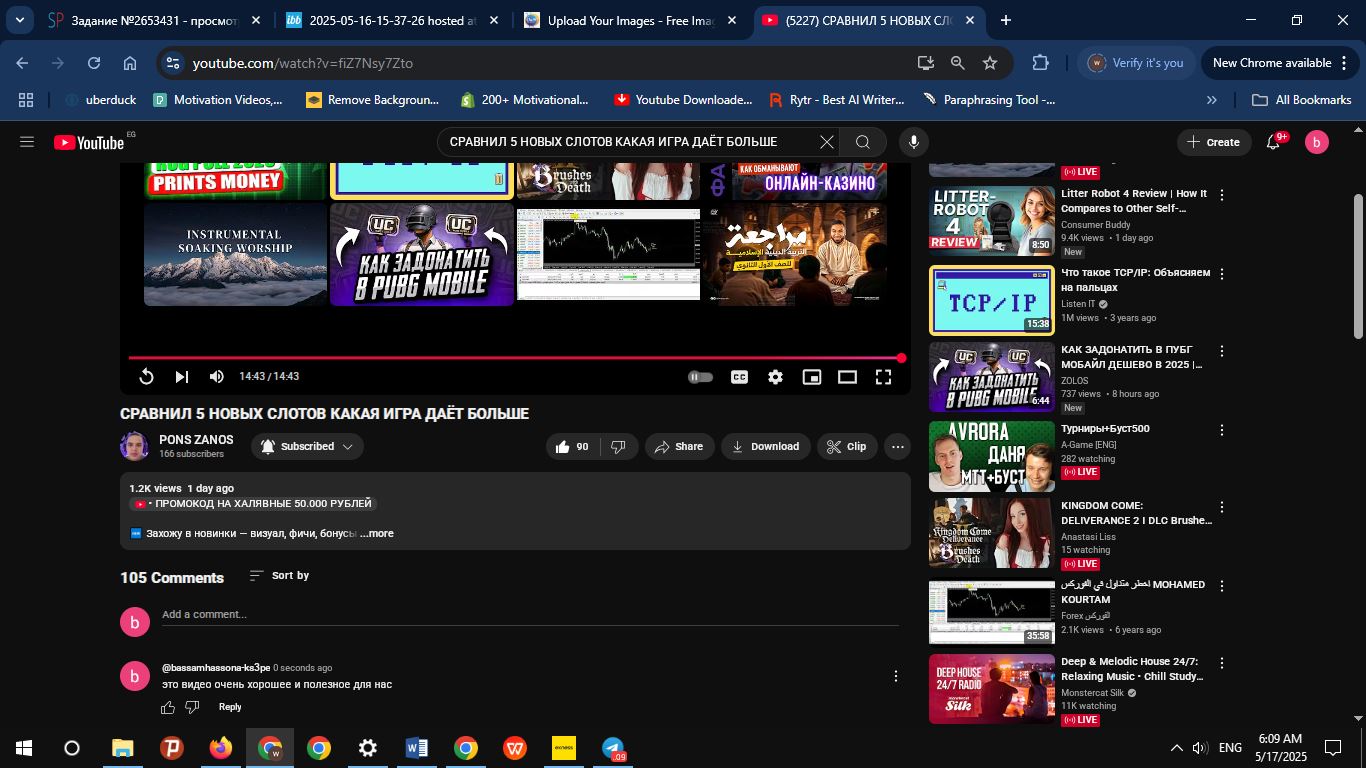 Задание №2653431 - просмотр
2025-05-16-15-37-26 hosted at
Upload Your Images - Free Imag
(5227) СРАВНИЛ 5 НОВЫХ СЛО
youtube.com/watch?v=fiZ7Nsy7Zto
Verify it's you
New Chrome available
uberduck
Motivation Videos,...
Remove Backgroun...
200+ Motivational...
Youtube Downloade...
Rytr - Best AI Writer...
Paraphrasing Tool -...
All Bookmarks
YouTube EG
СРАВНИЛ 5 НОВЫХ СЛОТОВ КАКАЯ ИГРА ДАЁТ БОЛЬШЕ
Create
9+
b
PRINTS MONEY
Brushes Death
КАК ОБМАНЫВАЮТ
ОНЛАЙН-КАЗИНО
INSTRUMENTAL
SOAKING WORSHIP
UC
UC
КАК ЗАДОНАТИТЬ
В PUBG MOBILE
مراجعة
التربية الدينية الإسلامية
للصف الأول الثانوي
14:43 / 14:43
CC
СРАВНИЛ 5 НОВЫХ СЛОТОВ КАКАЯ ИГРА ДАЁТ БОЛЬШЕ
PONS ZANOS
166 subscribers
Subscribed
90
Share
Download
Clip
1.2K views 1 day ago
• ПРОМОКОД НА ХАЛЯВНЫЕ 50.000 РУБЛЕЙ
Захожу в новинки — визуал, фичи, бонусы ...more
105 Comments
Sort by
b
Add a comment...
b
@bassamhassona-ks3pe 0 seconds ago
это видео очень хорошее и полезное для нас
Reply
LIVE
LITTER-
ROBOT
4
REVIEW
8:50
Litter Robot 4 Review | How It
Compares to Other Self-...
Consumer Buddy
9.4K views • 1 day ago
New
TCP/IP
15:38
Что такое TCP/IP: Объясняем
на пальцах
Listen IT
1M views • 3 years ago
UC
UC
КАК ЗАДОНАТИТЬ
В PUBG MOBILE
6:44
КАК ЗАДОНАТИТЬ В ПУБГ
МОБАЙЛ ДЕШЕВО В 2025 |...
ZOLOS
737 views • 8 hours ago
New
AVRORA
ДАНЯ
МТТ+БУСТ
Турниры+Буст500
A-Game [ENG]
282 watching
LIVE
Kingdom Come
Deliverance
Brushes
Death
KINGDOM COME:
DELIVERANCE 2 I DLC Brushe...
Anastasi Liss
15 watching
LIVE
35:58
اخطر متداول في الفوركس MOHAMED
KOURTAM
Forex الفوركس
2.1K views • 6 years ago
DEEP HOUSE
24/7 RADIO
MONSTERCAT
Silk
Deep & Melodic House 24/7:
Relaxing Music • Chill Study...
Monstercat Silk
11K watching
LIVE
exness
.09
ENG
6:09 AM
5/17/2025